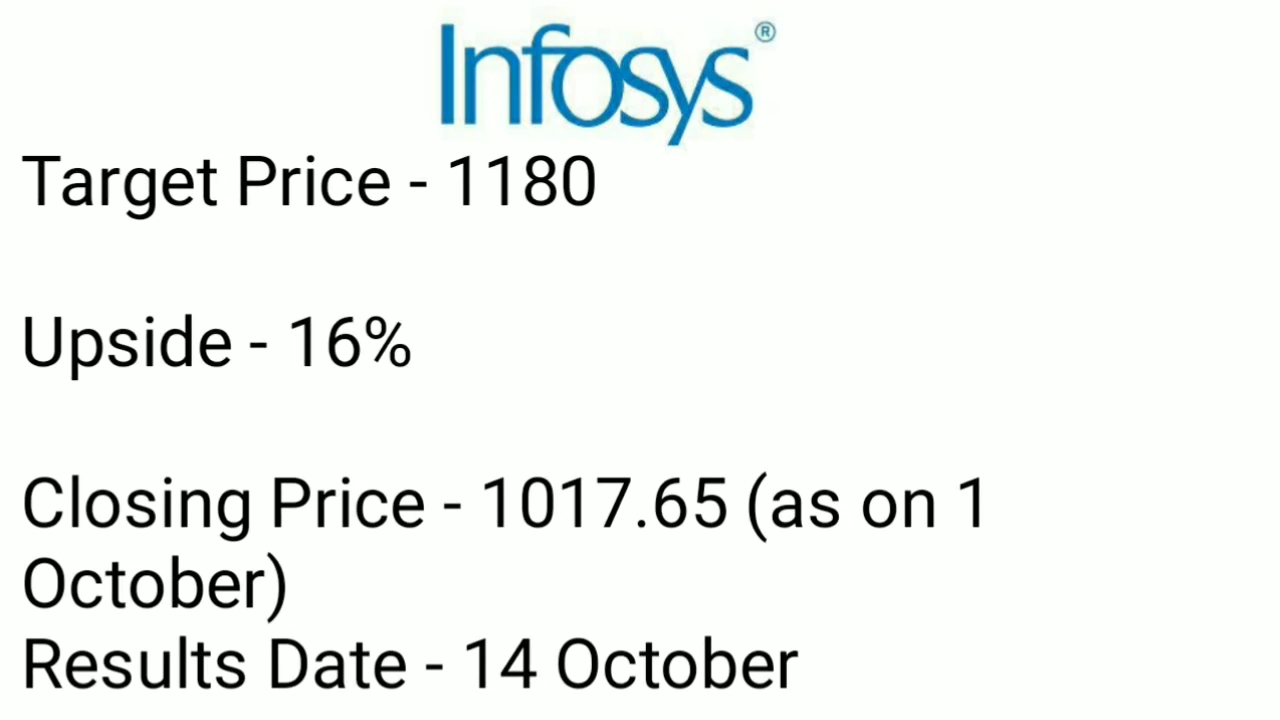 Infosys®
Target Price - 1180
Upside - 16%
Closing Price - 1017.65 (as on 1
October)
Results Date - 14 October